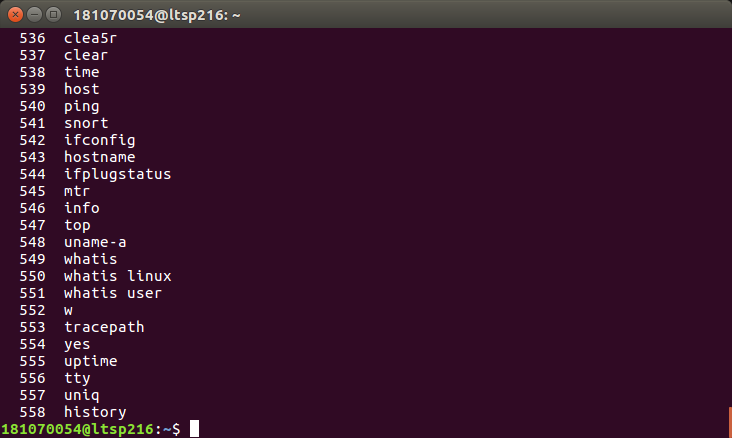 181070054@ltsp216: ~
536 clea5r
537 clear
538 time
539 host
540 ping
541 snort
542 ifconfig
543 hostname
544 ifplugstatus
545 mtr
546 info
547 top
548 uname-a
549 whatis
550 whatis linux
551 whatis user
552 w
553 tracepath
554 yes
555 uptime
556 tty
557 uniq
558 history
181070054@ltsp216:~$